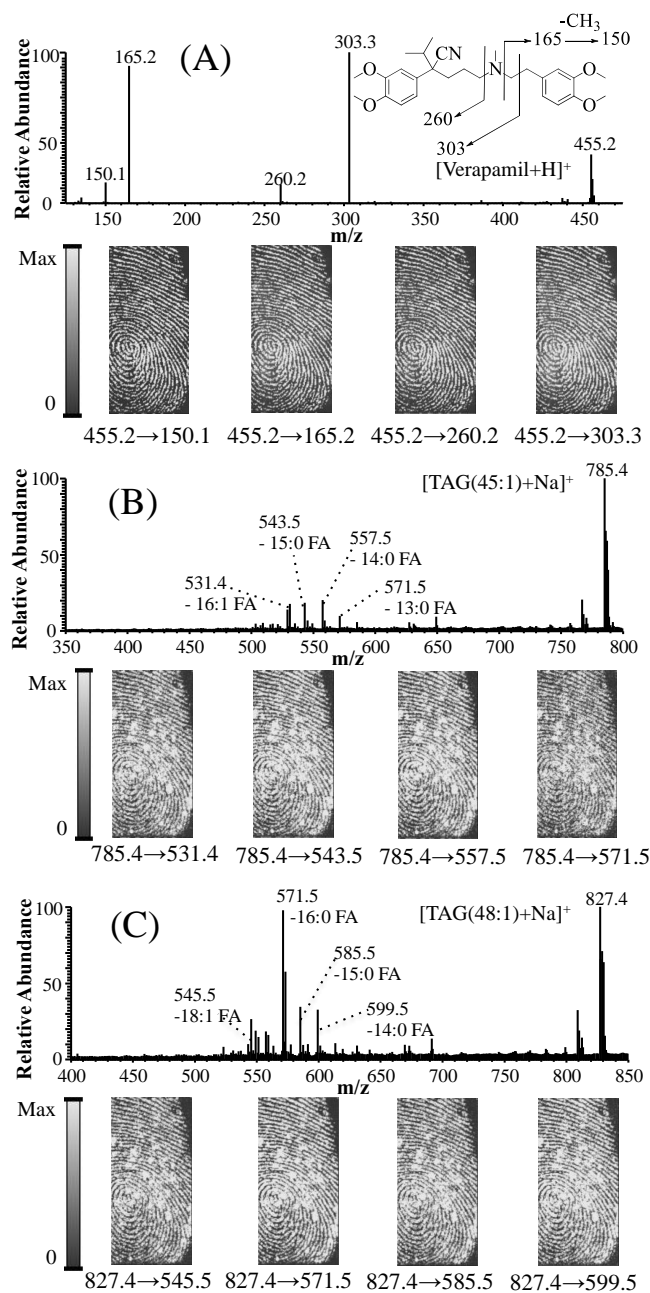 (A)
Relative Abundance
100
50
0
165.2
303.3
150.1
260.2
455.2
[Verapamil+H]+
CN
N
O
O
O
O
260
303
-CH3
165
150
150
200
250
300
350
400
450
m/z
Max
0
455.2→150.1
455.2→165.2
455.2→260.2
455.2→303.3
(B)
Relative Abundance
100
50
0
[TAG(45:1)+Na]+
785.4
543.5
- 15:0 FA
557.5
- 14:0 FA
531.4
- 16:1 FA
571.5
- 13:0 FA
350
400
450
500
550
600
650
700
750
800
m/z
Max
0
785.4→531.4
785.4→543.5
785.4→557.5
785.4→571.5
(C)
Relative Abundance
100
50
0
571.5
-16:0 FA
[TAG(48:1)+Na]+
827.4
585.5
-15:0 FA
545.5
-18:1 FA
599.5
-14:0 FA
400
450
500
550
600
650
700
750
800
850
m/z
Max
0
827.4→545.5
827.4→571.5
827.4→585.5
827.4→599.5